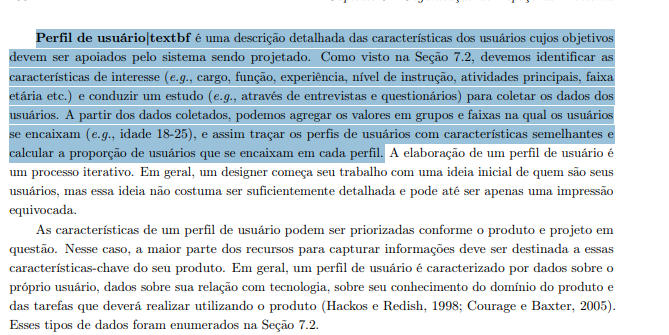 Perfil de usuário|textbf é uma descrição detalhada das características dos usuários cujos objetivos
devem ser apoiados pelo sistema sendo projetado. Como visto na Seção 7.2, devemos identificar as
características de interesse (e.g., cargo, função, experiência, nível de instrução, atividades principais, faixa
etária etc.) e conduzir um estudo (e.g., através de entrevistas e questionários) para coletar os dados dos
usuários. A partir dos dados coletados, podemos agregar os valores em grupos e faixas na qual os usuários
se encaixam (e.g., idade 18-25), e assim traçar os perfis de usuários com características semelhantes e
calcular a proporção de usuários que se encaixam em cada perfil. A elaboração de um perfil de usuário é
um processo iterativo. Em geral, um designer começa seu trabalho com uma ideia inicial de quem são seus
usuários, mas essa ideia não costuma ser suficientemente detalhada e pode até ser apenas uma impressão
equivocada.
As características de um perfil de usuário podem ser priorizadas conforme o produto e projeto em
questão. Nesse caso, a maior parte dos recursos para capturar informações deve ser destinada a essas
características-chave do seu produto. Em geral, um perfil de usuário é caracterizado por dados sobre o
próprio usuário, dados sobre sua relação com tecnologia, sobre seu conhecimento do domínio do produto e
das tarefas que deverá realizar utilizando o produto (Hackos e Redish, 1998; Courage e Baxter, 2005).
Esses tipos de dados foram enumerados na Seção 7.2.